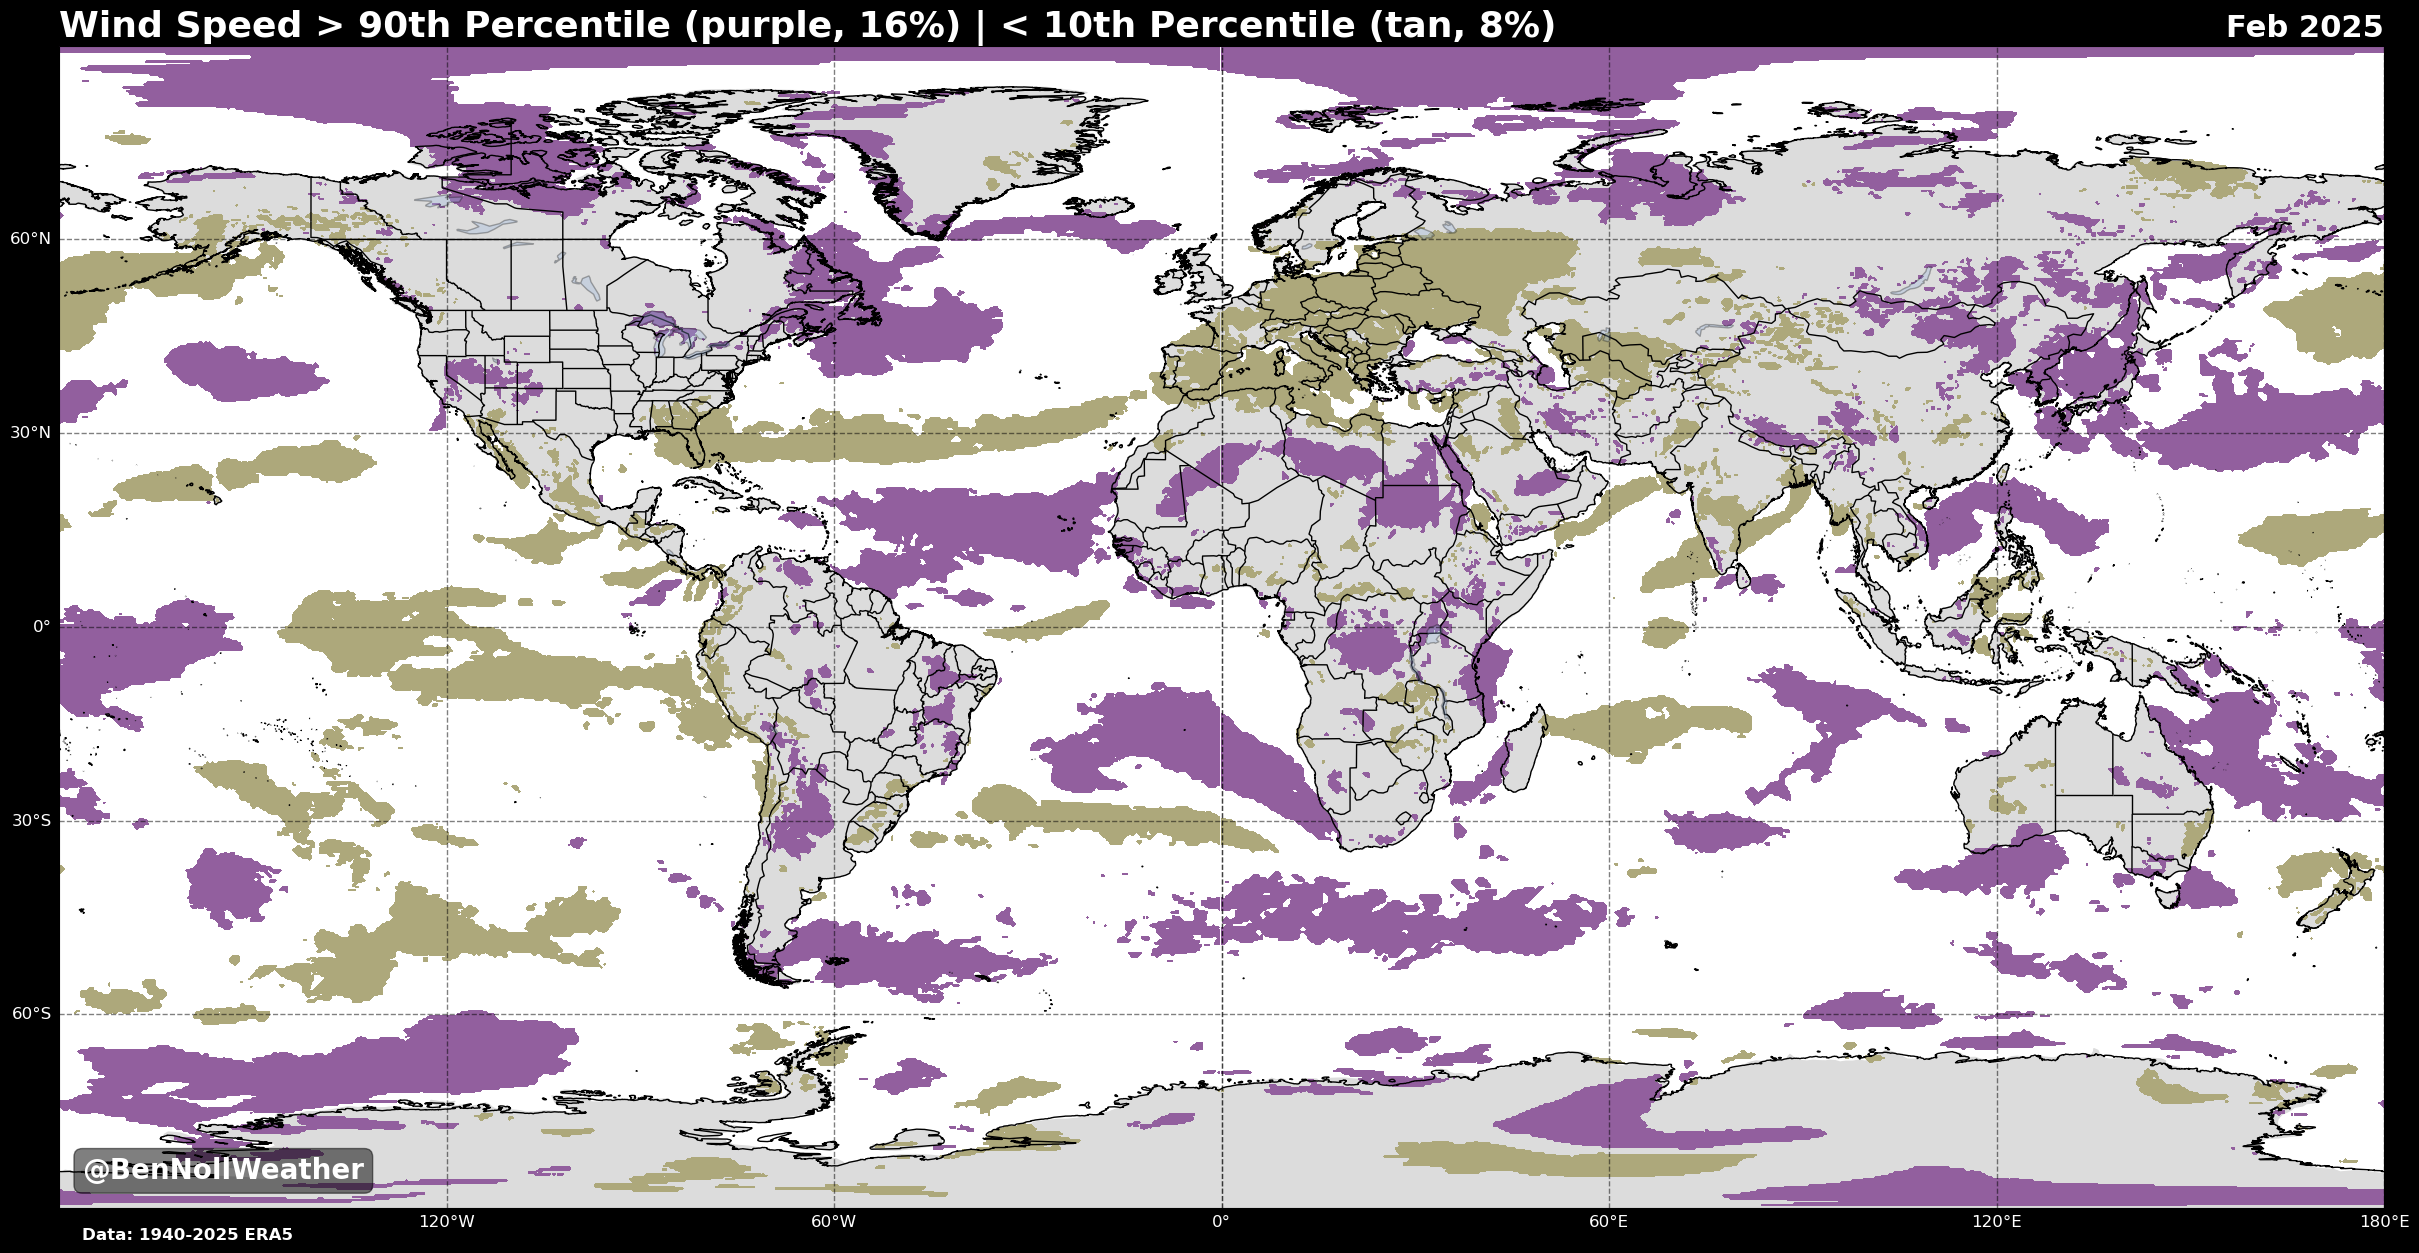 Wind Speed > 90th Percentile (purple, 16%) | < 10th Percentile (tan, 8%)
Feb 2025
60°N
30°N
0°
30°S
60°S
@BenNollWeather
120°W
60°W
0°
60°E
120°E
180°E
Data: 1940-2025 ERA5